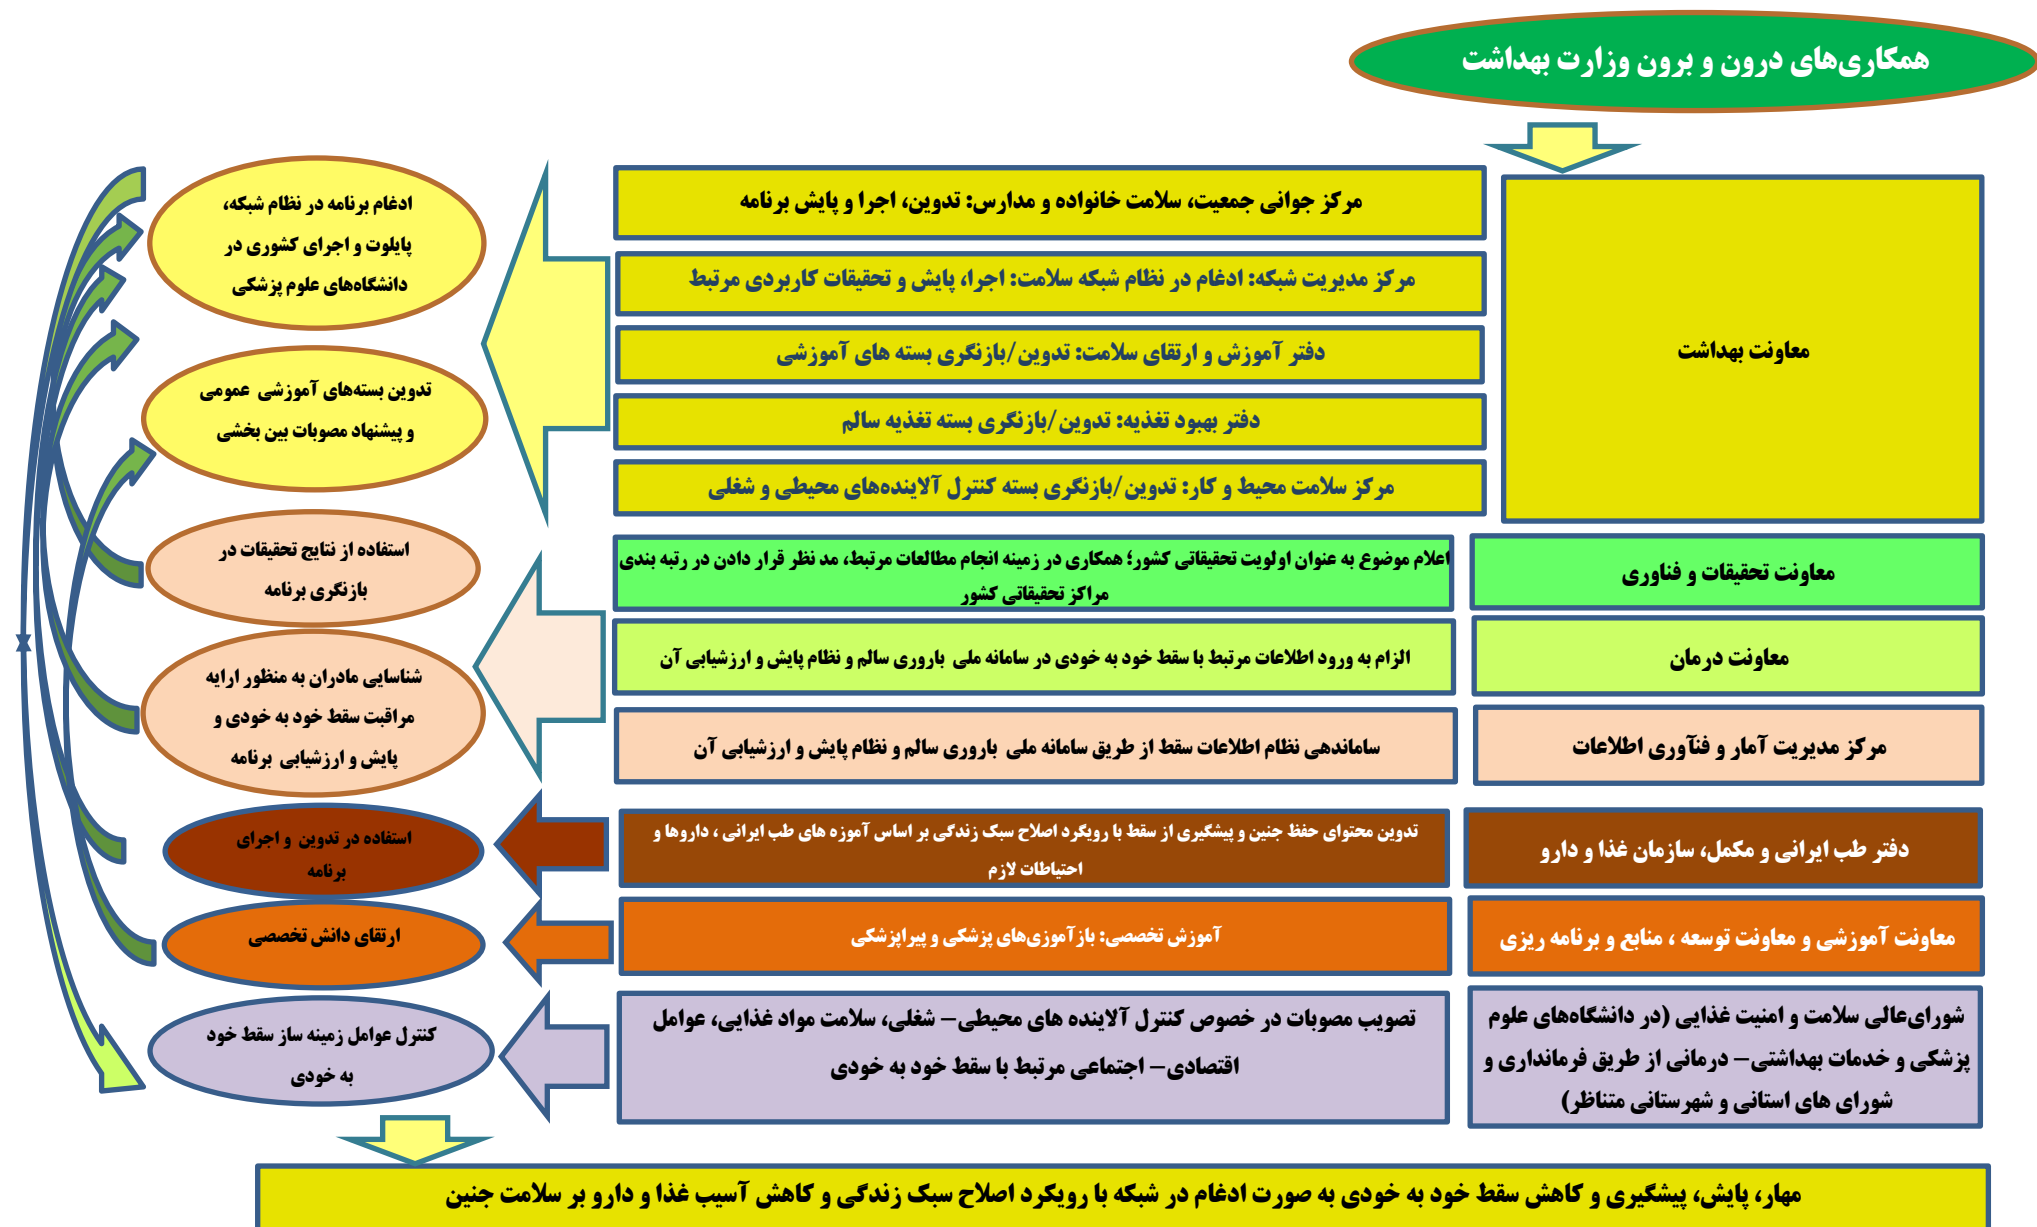 همکاری‌های درون و برون وزارت بهداشت
معاونت بهداشت
مرکز جوانی جمعیت، سلامت خانواده و مدارس: تدوین، اجرا و پایش برنامه
مرکز مدیریت شبکه: ادغام در نظام شبکه سلامت: اجرا، پایش و تحقیقات کاربردی مرتبط
دفتر آموزش و ارتقای سلامت: تدوین/بازنگری بسته های آموزشی
دفتر بهبود تغذیه: تدوین /بازنگری بسته تغذیه سالم
مرکز سلامت محیط و کار: تدوین/بازنگری بسته کنترل آلاینده‌های محیطی و شغلی
ادغام برنامه در نظام شبکه،
پایلوت و اجرای کشوری در
دانشگاه‌های علوم پزشکی
تدوین بسته‌های آموزشی عمومی
و پیشنهاد مصوبات بین بخشی
معاونت تحقیقات و فناوری
اعلام موضوع به عنوان اولویت تحقیقاتی کشور؛ همکاری در زمینه انجام مطالعات مرتبط، مد نظر قرار دادن در رتبه بندی
مراکز تحقیقاتی کشور
استفاده از نتایج تحقیقات در
بازنگری برنامه
معاونت درمان
الزام به ورود اطلاعات مرتبط با سقط خود به خودی در سامانه ملی باروری سالم و نظام پایش و ارزشیابی آن
شناسایی مادران به منظور ارایه
مراقبت سقط خود به خودی و
پایش و ارزشیابی برنامه
مرکز مدیریت آمار و فنآوری اطلاعات
ساماندهی نظام اطلاعات سقط از طریق سامانه ملی باروری سالم و نظام پایش و ارزشیابی آن
دفتر طب ایرانی و مکمل، سازمان غذا و دارو
تدوین محتوای حفظ جنین و پیشگیری از سقط با رویکرد اصلاح سبک زندگی بر اساس آموزه های طب ایرانی ، داروها و
احتیاطات لازم
استفاده در تدوین و اجرای
برنامه
معاونت آموزشی و معاونت توسعه ، منابع و برنامه ریزی
آموزش تخصصی: بازآموزی‌های پزشکی و پیراپزشکی
ارتقای دانش تخصصی
شورای‌عالی سلامت و امنیت غذایی (در دانشگاه‌های علوم
پزشکی و خدمات بهداشتی– درمانی از طریق فرمانداری و
شورای های استانی و شهرستانی متناظر)
تصویب مصوبات در خصوص کنترل آلاینده های محیطی– شغلی، سلامت مواد غذایی، عوامل
اقتصادی– اجتماعی مرتبط با سقط خود به خودی
کنترل عوامل زمینه ساز سقط خود
به خودی
مهار، پایش، پیشگیری و کاهش سقط خود به خودی به صورت ادغام در شبکه با رویکرد اصلاح سبک زندگی و کاهش آسیب غذا و دارو بر سلامت جنین